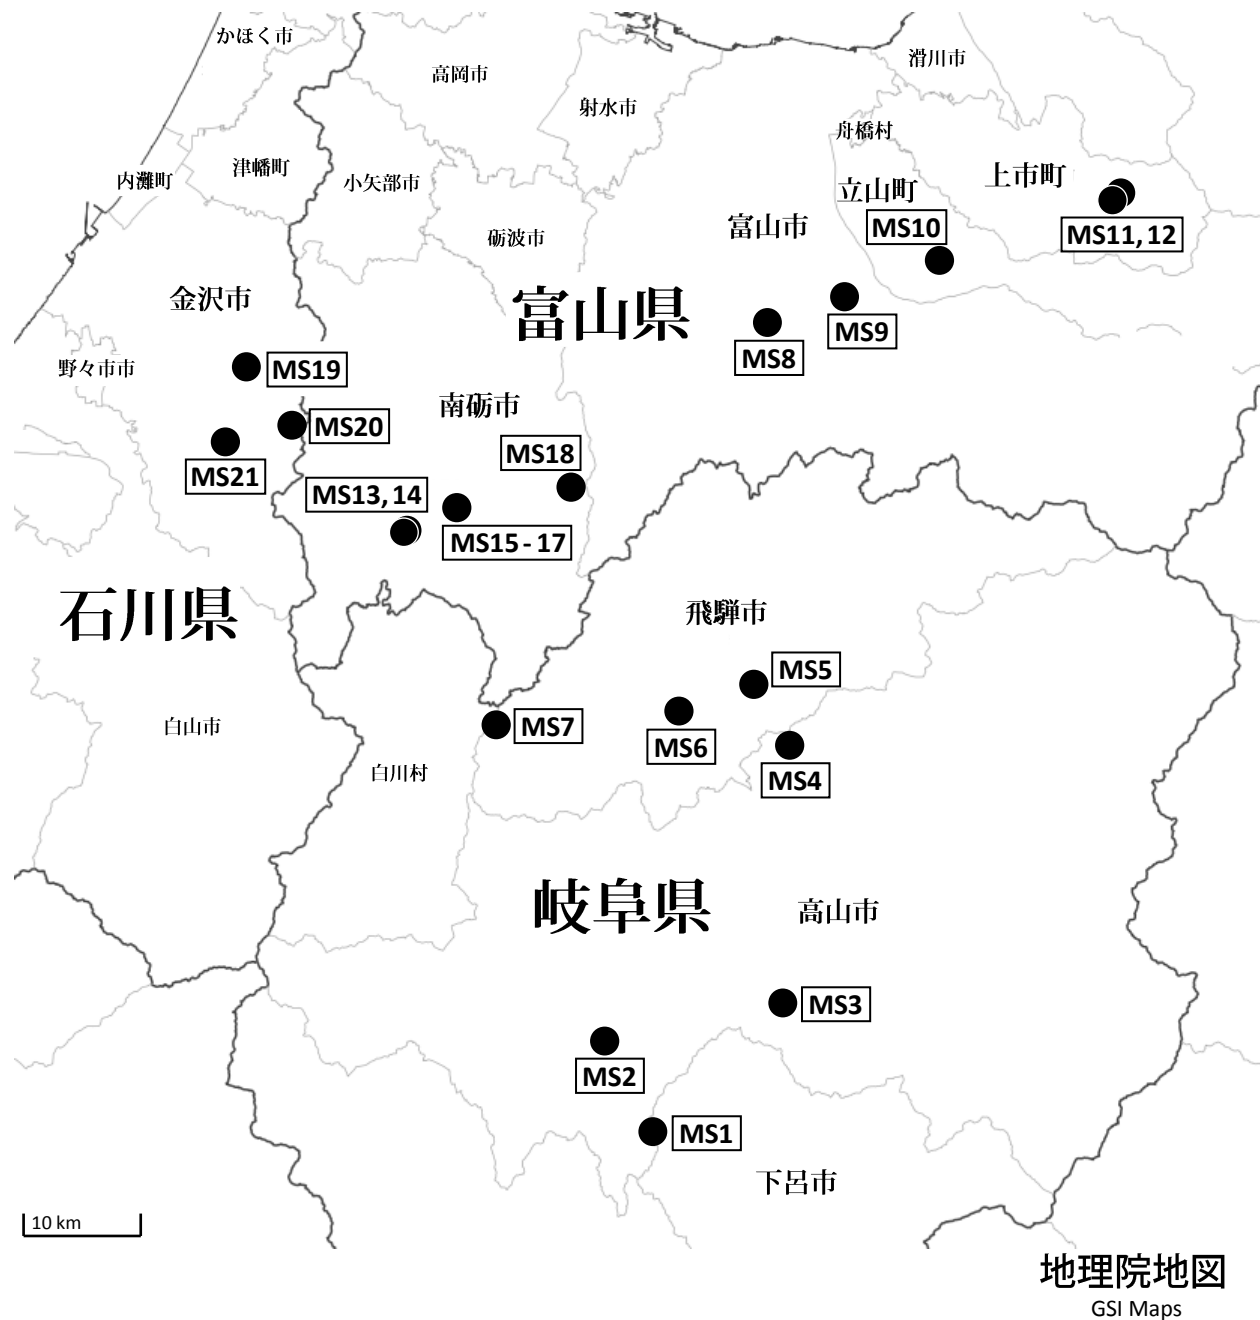 かほく市
高岡市
滑川市
射水市
舟橋村
津幡町
内灘町
小矢部市
上市町
立山町
富山市
MS10
MS11, 12
砺波市
金沢市
富山県
MS9
MS8
野々市市
MS19
南砺市
MS20
MS18
MS21
MS13, 14
MS15 - 17
石川県
飛騨市
MS5
MS7
MS6
白山市
白川村
MS4
岐阜県
高山市
MS3
MS2
MS1
下呂市
10 km
地理院地図
GSI Maps